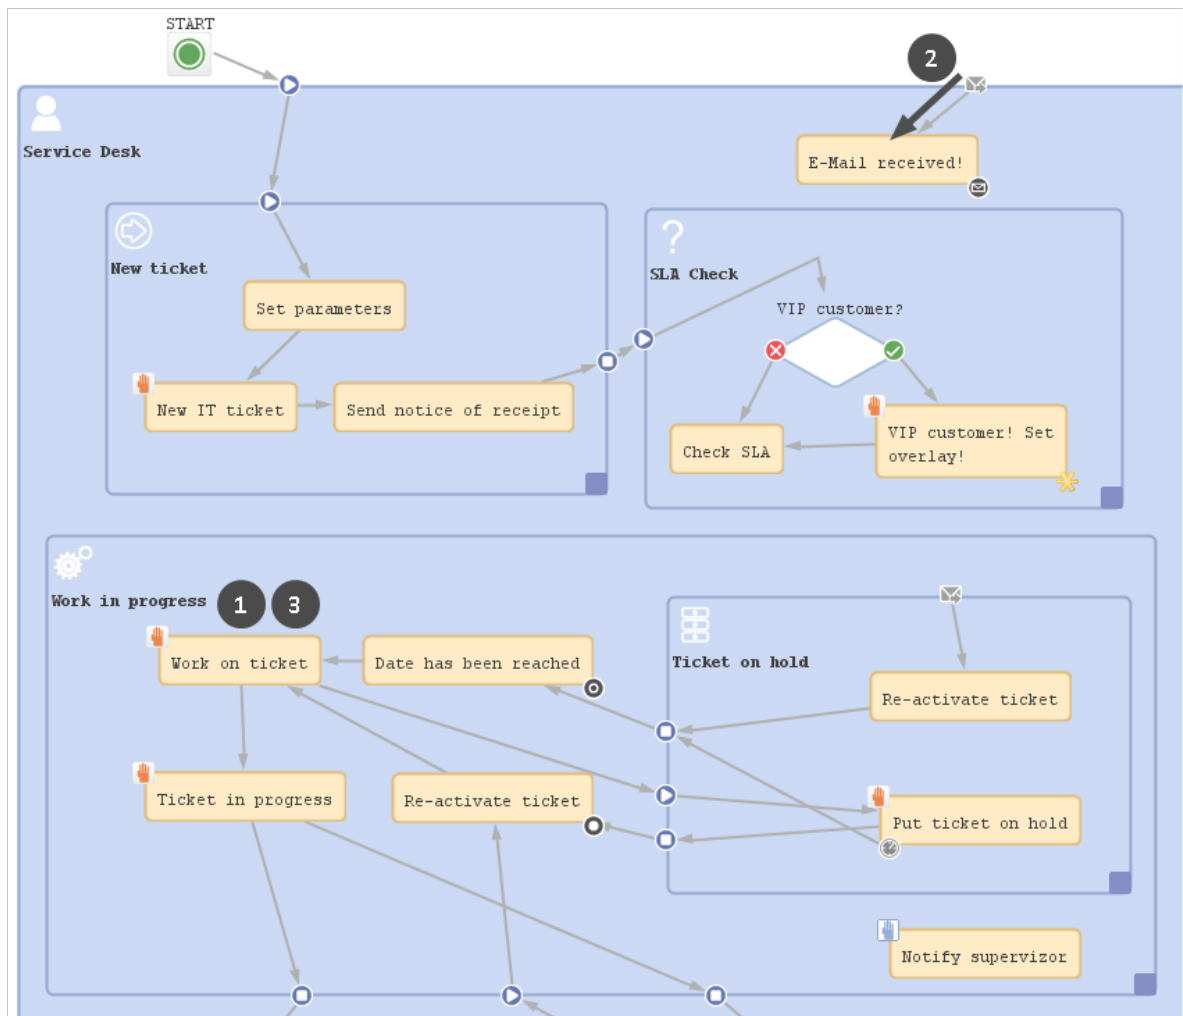 START
2
Service Desk
E-Mail received!
New ticket
SLA Check
Set parameters
VIP customer?
New IT ticket
Send notice of receipt
VIP customer! Set
overlay!
Check SLA
Work in progress
1
3
Work on ticket
Date has been reached
Ticket on hold
Re-activate ticket
Ticket in progress
Re-activate ticket
Put ticket on hold
Notify supervizor